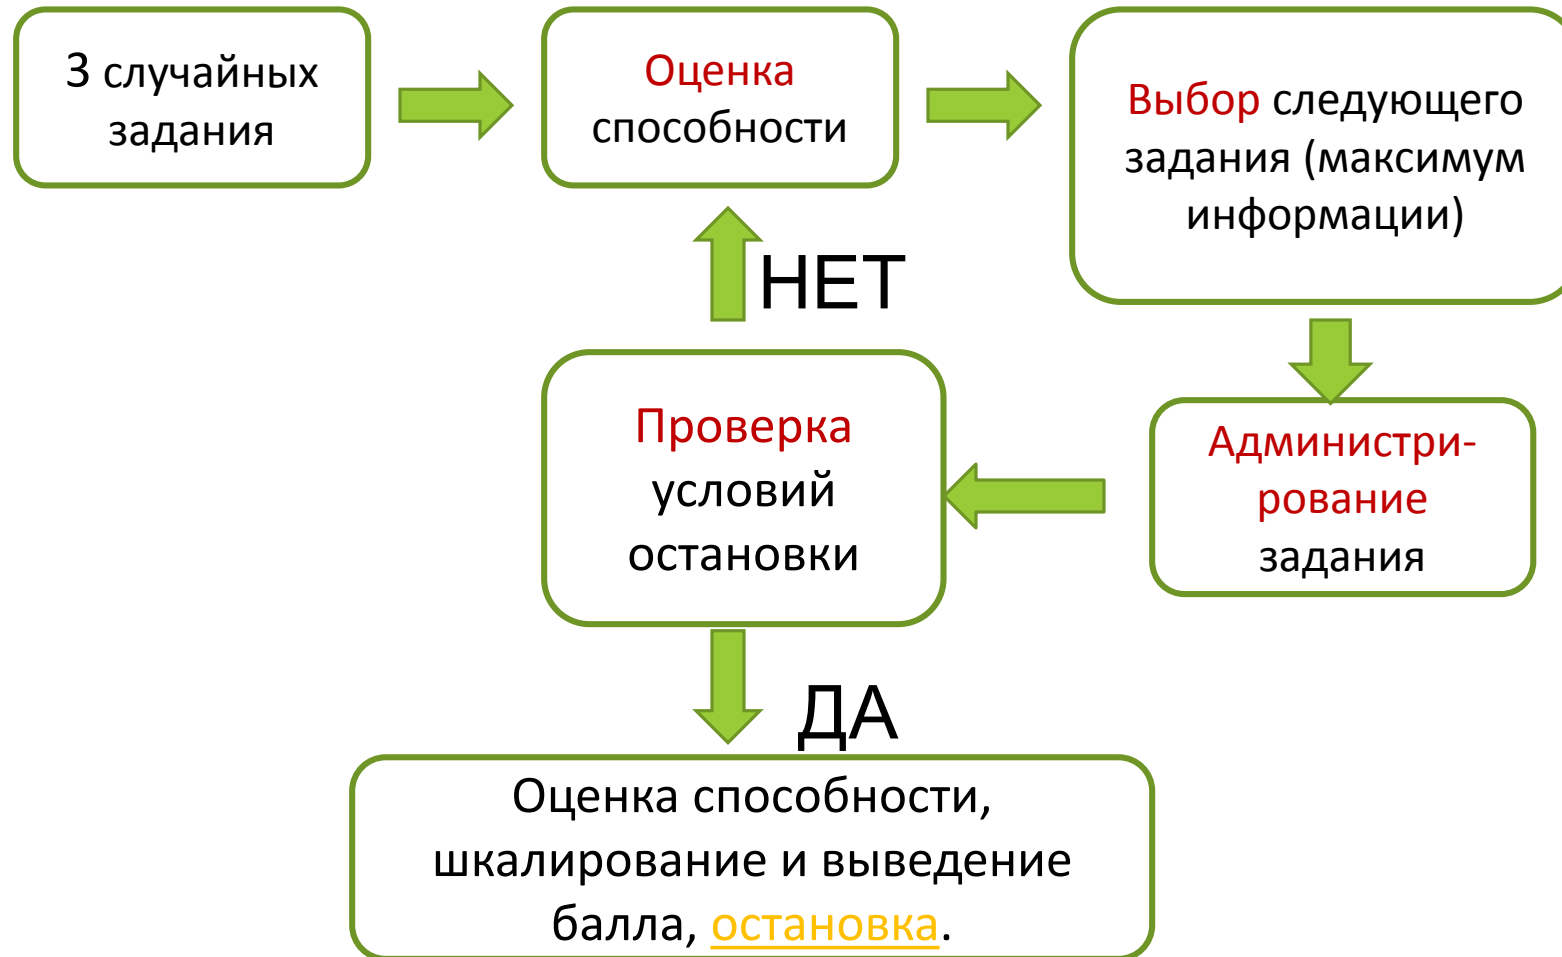 3 случайных
задания
Оценка
способности
Выбор следующего
задания (максимум
информации)
НЕТ
Проверка
условий
остановки
Администри-
рование
задания
ДА
Оценка способности,
шкалирование и выведение
балла, остановка.